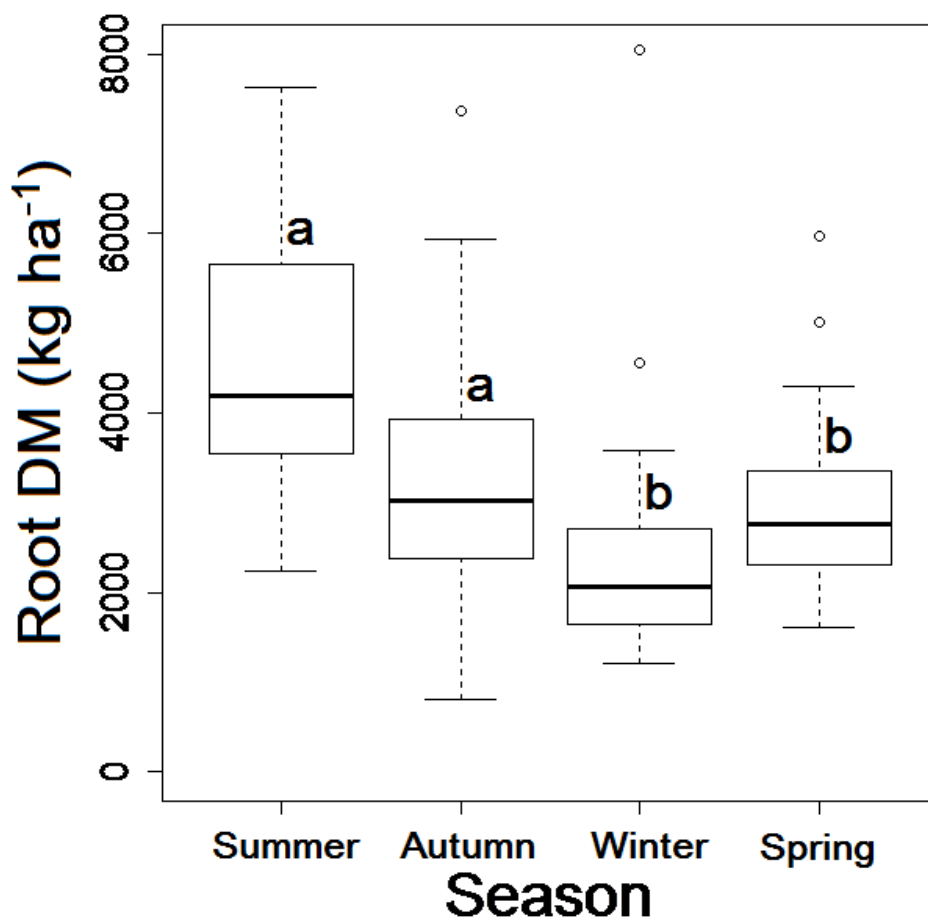 Root DM (kg ha⁻¹)
8000
6000
4000
2000
0
a
a
b
b
Summer Autumn Winter Spring
Season